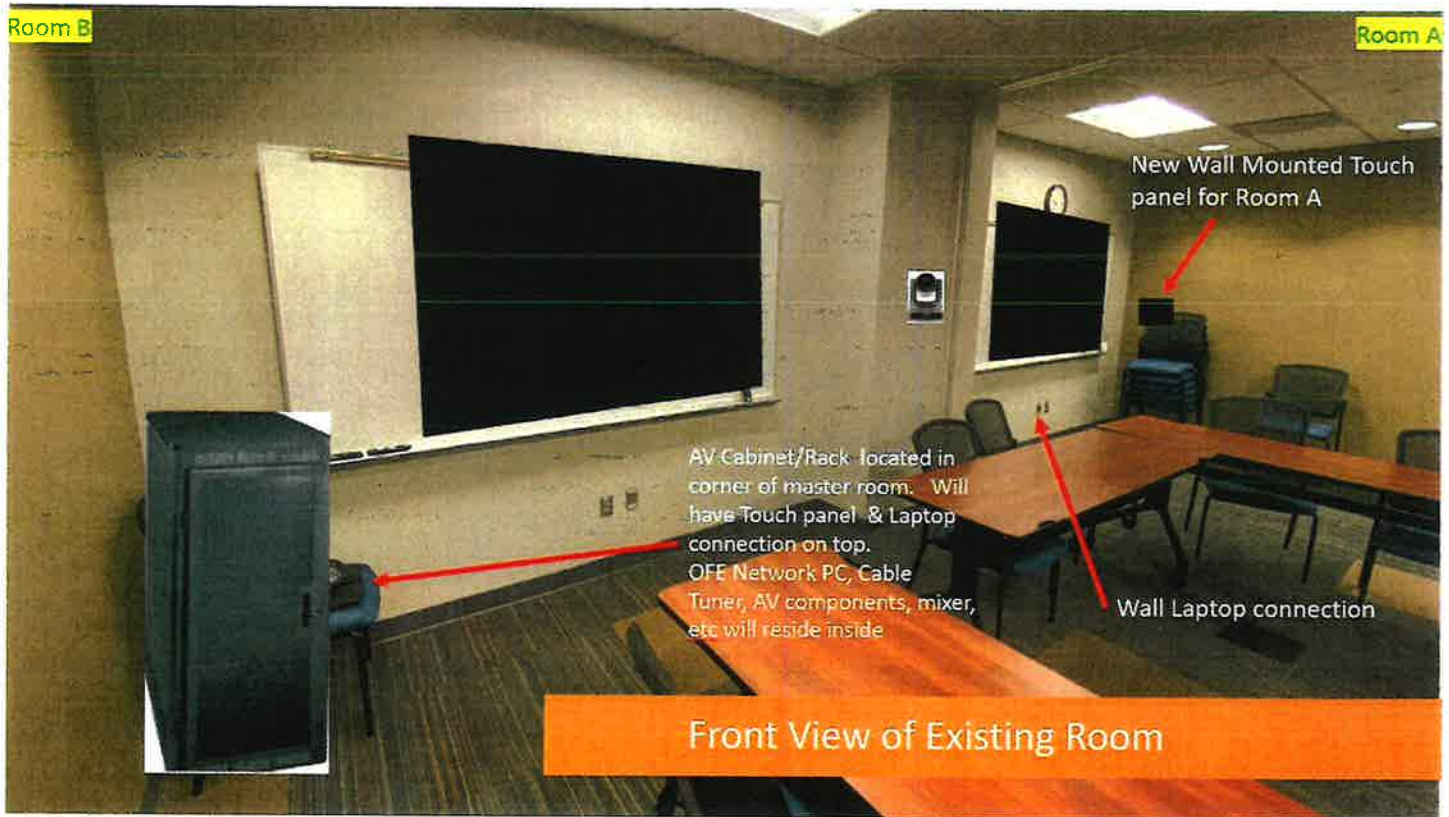 Room B
Room A
New Wall Mounted Touch
panel for Room A
AV Cabinet/Rack located in
corner of master room. Will
have Touch panel & Laptop
connection on top.
OFE Network PC, Cable
Tuner, AV components, mixer,
etc will reside inside
Wall Laptop connection
Front View of Existing Room